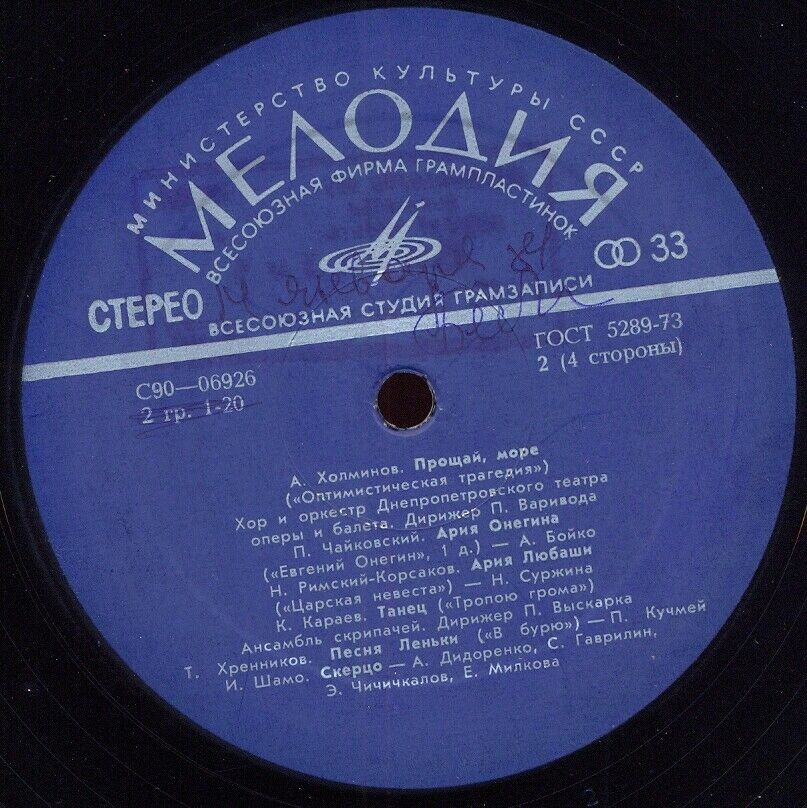 МИНИСТЕРСТВО КУЛЬТУРЫ СССР
МЕЛОДИЯ
ВСЕСОЮЗНАЯ ФИРМА ГРАМПЛАСТИНОК
СТЕРЕО
33
ВСЕСОЮЗНАЯ СТУДИЯ ГРАМЗАПИСИ
ГОСТ 5289-73
С90—06926
2 (4 стороны)
2 гр. 1-20
А. Холминов. Прощай, море
(«Оптимистическая трагедия»)
Хор и оркестр Днепропетровского театра
оперы и балета. Дирижер П. Варивода
П. Чайковский. Ария Онегина
(«Евгений Онегин», 1 д.) — А. Бойко
Н. Римский-Корсаков. Ария Любаши
(«Царская невеста») — Н. Суржина
К. Караев. Танец («Тропою грома»)
Ансамбль скрипачей. Дирижер П. Выскарка
Т. Хренников. Песня Леньки («В бурю») — П. Кучмей
И. Шамо. Скерцо — А. Дидоренко, С. Гаврилин,
Э. Чичичкалов, Е. Милкова